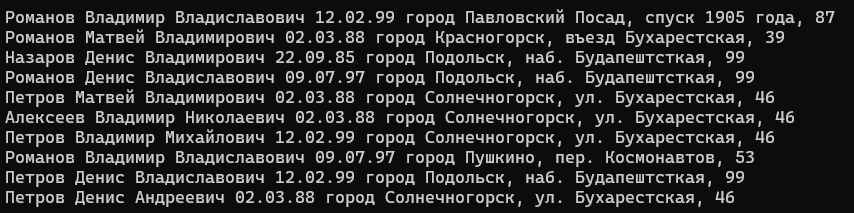 Романов Владимир Владиславович 12.02.99 город Павловский Посад, спуск 1905 года, 87
Романов Матвей Владимирович 02.03.88 город Красногорск, въезд Бухарестская, 39
Назаров Денис Владимирович 22.09.85 город Подольск, наб. Будапештсткая, 99
Романов Денис Владиславович 09.07.97 город Подольск, наб. Будапештсткая, 99
Петров Матвей Владимирович 02.03.88 город Солнечногорск, ул. Бухарестская, 46
Алексеев Владимир Николаевич 02.03.88 город Солнечногорск, ул. Бухарестская, 46
Петров Владимир Михайлович 12.02.99 город Солнечногорск, ул. Бухарестская, 46
Романов Владимир Владиславович 09.07.97 город Пушкино, пер. Космонавтов, 53
Петров Денис Владиславович 12.02.99 город Подольск, наб. Будапештсткая, 99
Петров Денис Андреевич 02.03.88 город Солнечногорск, ул. Бухарестская, 46